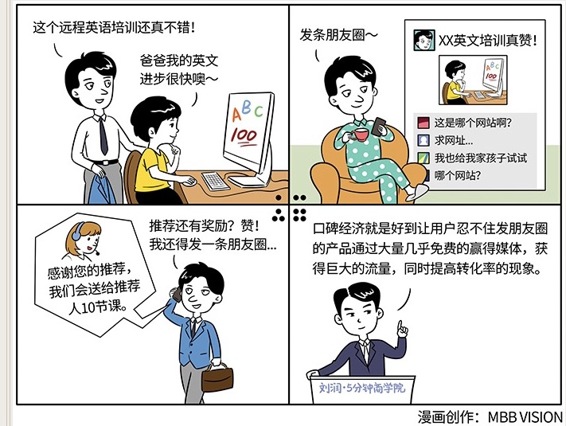 这个远程英语培训还真不错！
爸爸我的英文
进步很快噢～
A B C
100
发条朋友圈～
XX英文培训真赞！
这是哪个网站啊？
求网址...
我也给我家孩子试试
哪个网站？
感谢您的推荐，
我们会送给推荐
人10节课。
推荐还有奖励？赞！
我还得发一条朋友圈...
口碑经济就是好到让用户忍不住发朋友圈
的产品通过大量几乎免费的赢得媒体，获
得巨大的流量，同时提高转化率的现象。
刘润·5分钟商学院
漫画创作：MBB VISION